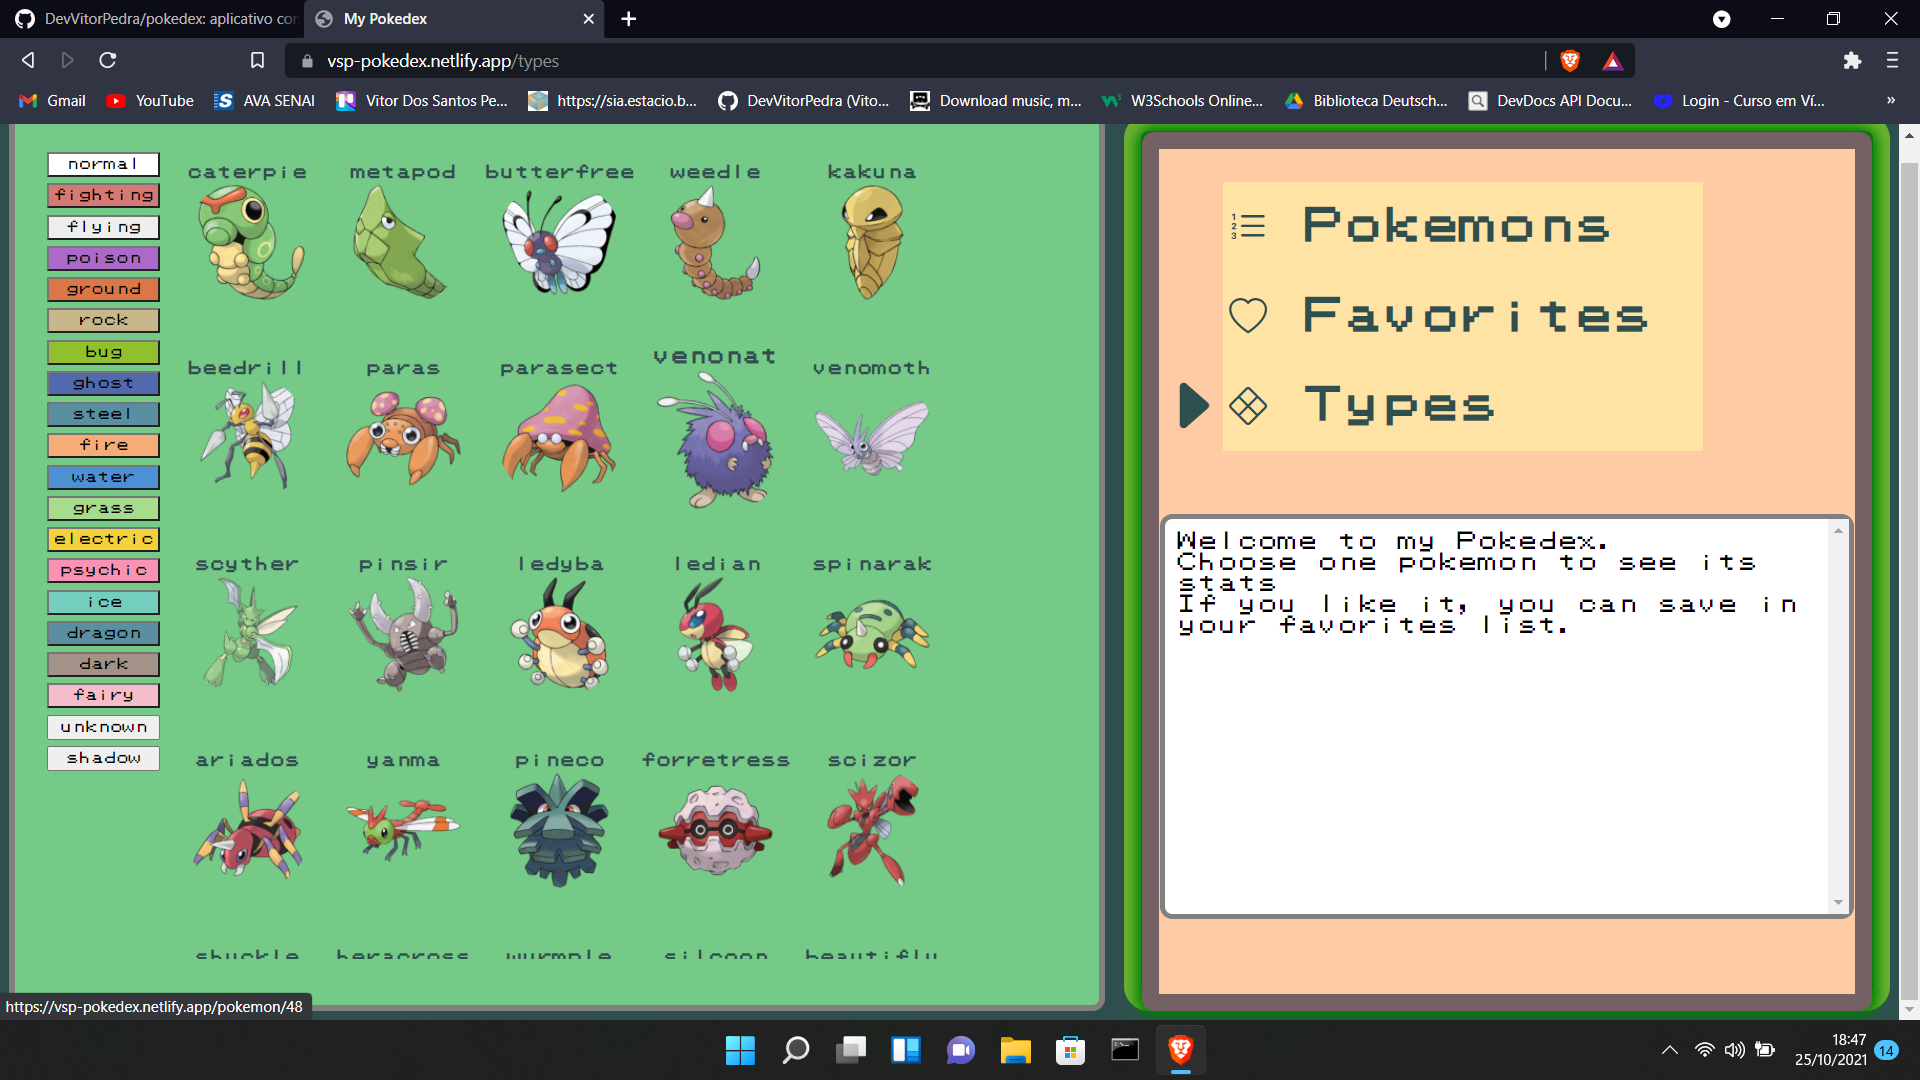 DevVitorPedra/pokedex: aplicativo con
My Pokedex
vsp-pokedex.netlify.app/types
Gmail
YouTube
AVA SENAI
Vitor Dos Santos Pe...
https://sia.estacio.b...
DevVitorPedra (Vito...
Download music, m...
W3Schools Online...
Biblioteca Deutsch...
DevDocs API Docu...
Login - Curso em Ví...
»
normal
fighting
flying
poison
ground
rock
bug
ghost
steel
fire
water
grass
electric
psychic
ice
dragon
dark
fairy
unknown
shadow
caterpie metapod butterfree weedle kakuna
beedrill paras parasect venonat venomoth
scyther pinsir ledyba ledian spinarak
ariados yanma pineco forretress scizor
shuckle heracross wurmple silcoon beautifly
Pokemons
Favorites
Types
Welcome to my Pokedex.
Choose one pokemon to see its
stats
If you like it, you can save in
your favorites list.
https://vsp-pokedex.netlify.app/pokemon/48
18:47
25/10/2021
14